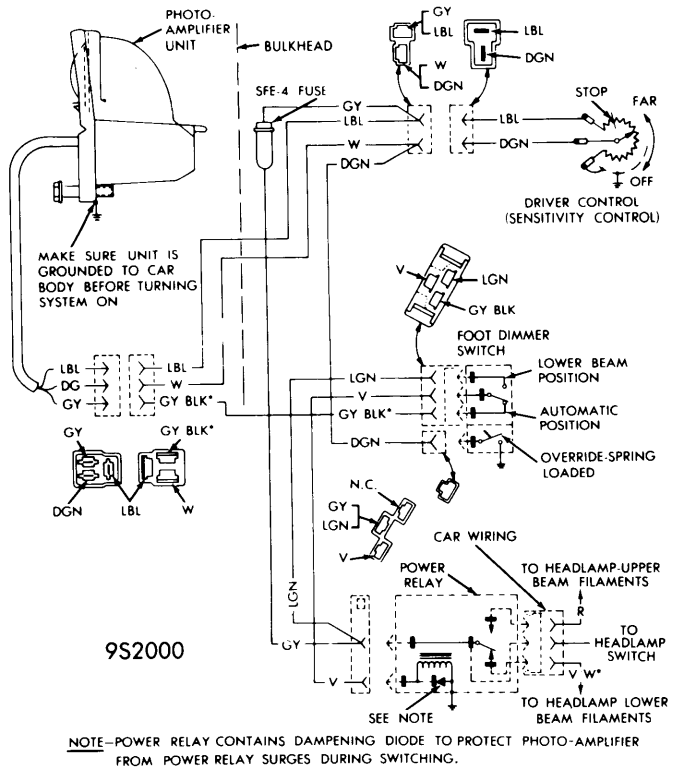 PHOTO-
AMPLIFIER
UNIT
BULKHEAD
SFE-4 FUSE
GY
LBL
W
DGN
LBL
DGN
GY
LBL
W
DGN
LBL
DGN
STOP
FAR
OFF
DRIVER CONTROL
(SENSITIVITY CONTROL)
MAKE SURE UNIT IS
GROUNDED TO CAR
BODY BEFORE TURNING
SYSTEM ON
V
LGN
GY BLK
FOOT DIMMER
SWITCH
LBL
DG
GY
LBL
W
GY BLK*
LGN
V
GY BLK*
DGN
LOWER BEAM
POSITION
AUTOMATIC
POSITION
OVERRIDE-SPRING
LOADED
GY
GY BLK*
DGN
LBL
W
N.C.
GY
LGN
V
CAR WIRING
POWER
RELAY
TO HEADLAMP-UPPER
BEAM FILAMENTS
R
LGN
GY
V
TO
HEADLAMP
SWITCH
V W*
TO HEADLAMP LOWER
BEAM FILAMENTS
SEE NOTE
9S2000
NOTE—POWER RELAY CONTAINS DAMPENING DIODE TO PROTECT PHOTO-AMPLIFIER
FROM POWER RELAY SURGES DURING SWITCHING.